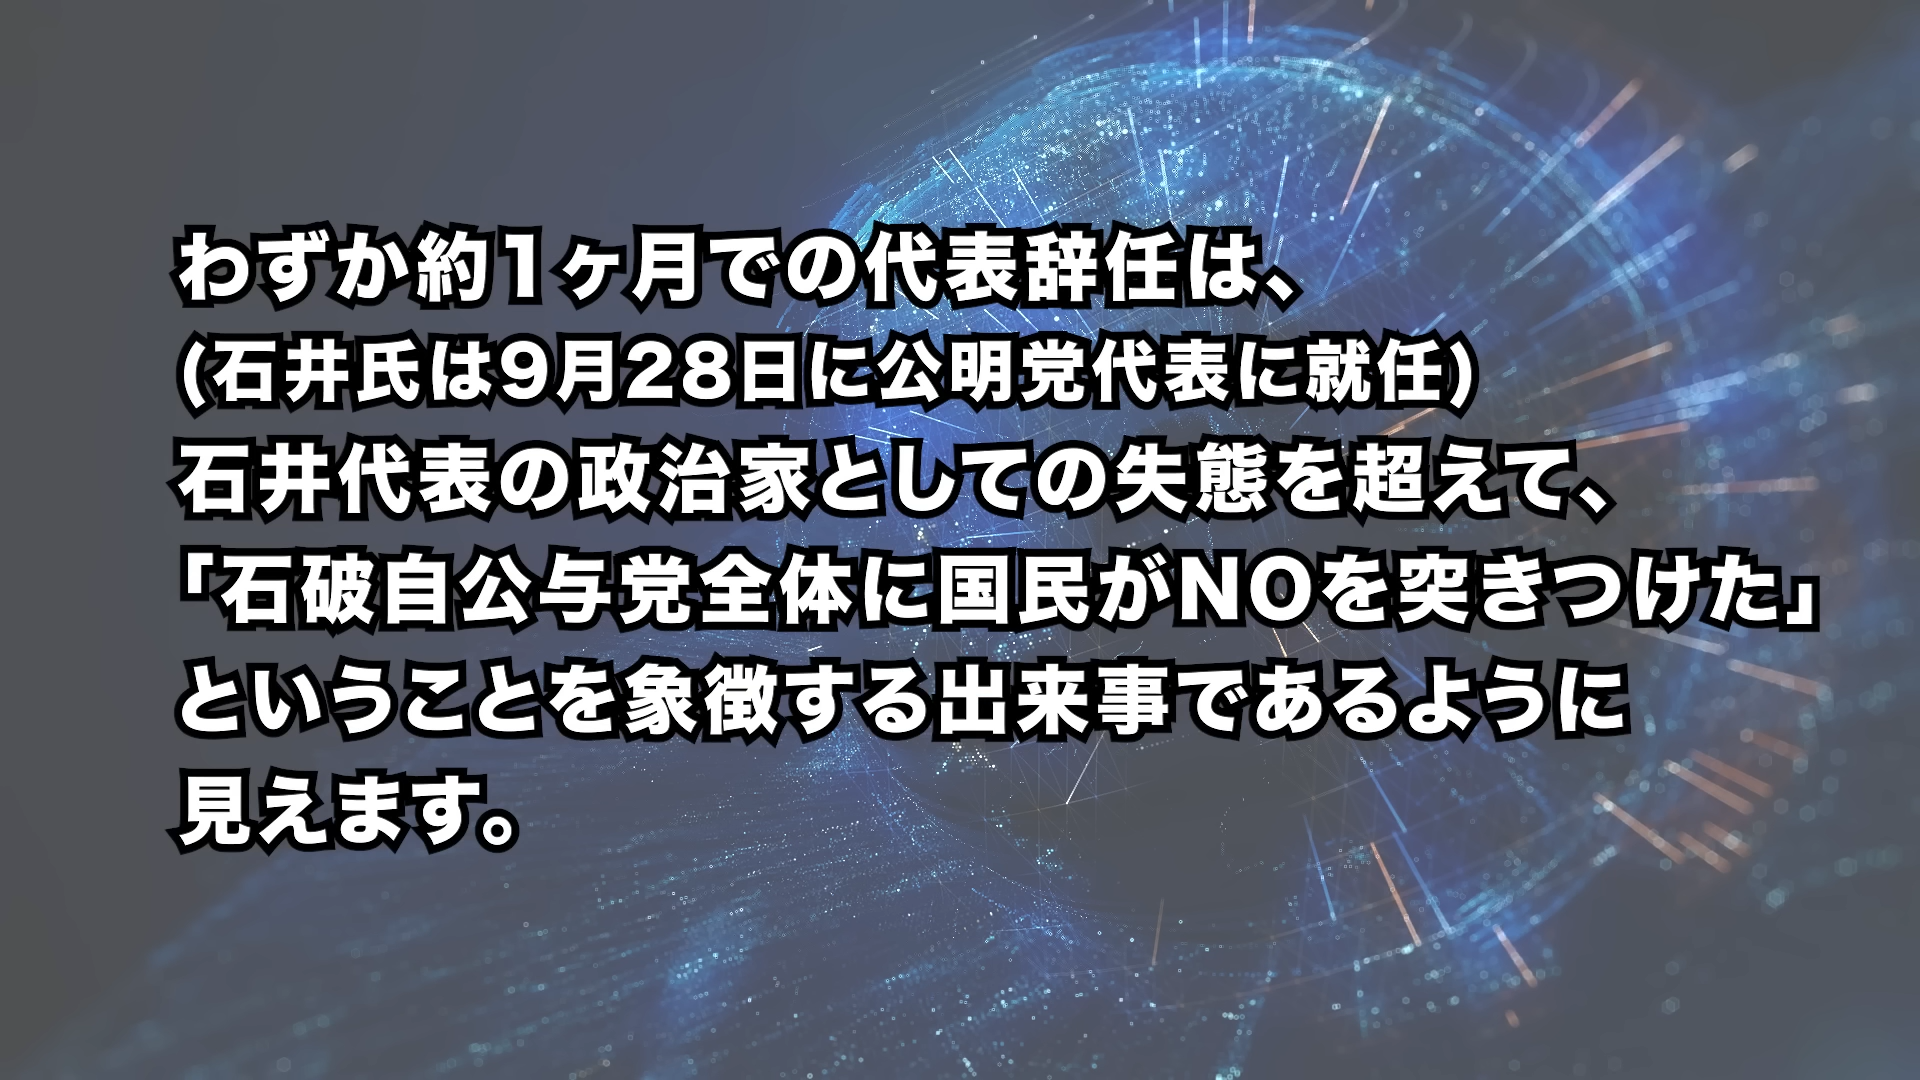 わずか約1ヶ月での代表辞任は、
(石井氏は9月28日に公明党代表に就任)
石井代表の政治家としての失態を超えて、
「石破自公与党全体に国民がNOを突きつけた」
ということを象徴する出来事であるように
見えます。